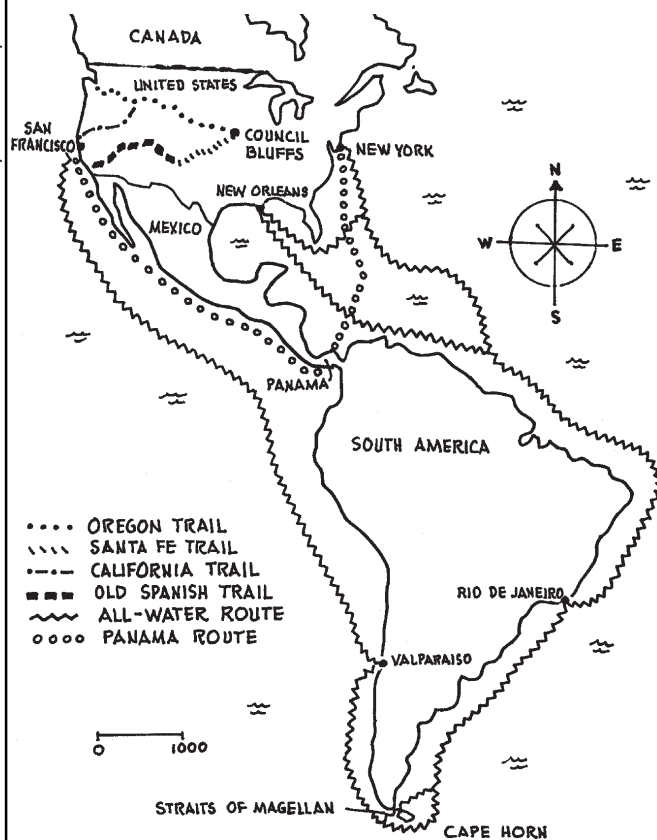 CANADA
UNITED STATES
SAN
FRANCISCO
COUNCIL
BLUFFS
NEW YORK
NEW ORLEANS
MEXICO
N
W
E
S
PANAMA
SOUTH AMERICA
OREGON TRAIL
SANTA FE TRAIL
CALIFORNIA TRAIL
OLD SPANISH TRAIL
ALL-WATER ROUTE
PANAMA ROUTE
RIO DE JANEIRO
VALPARAISO
0 1000
STRAITS OF MAGELLAN
CAPE HORN